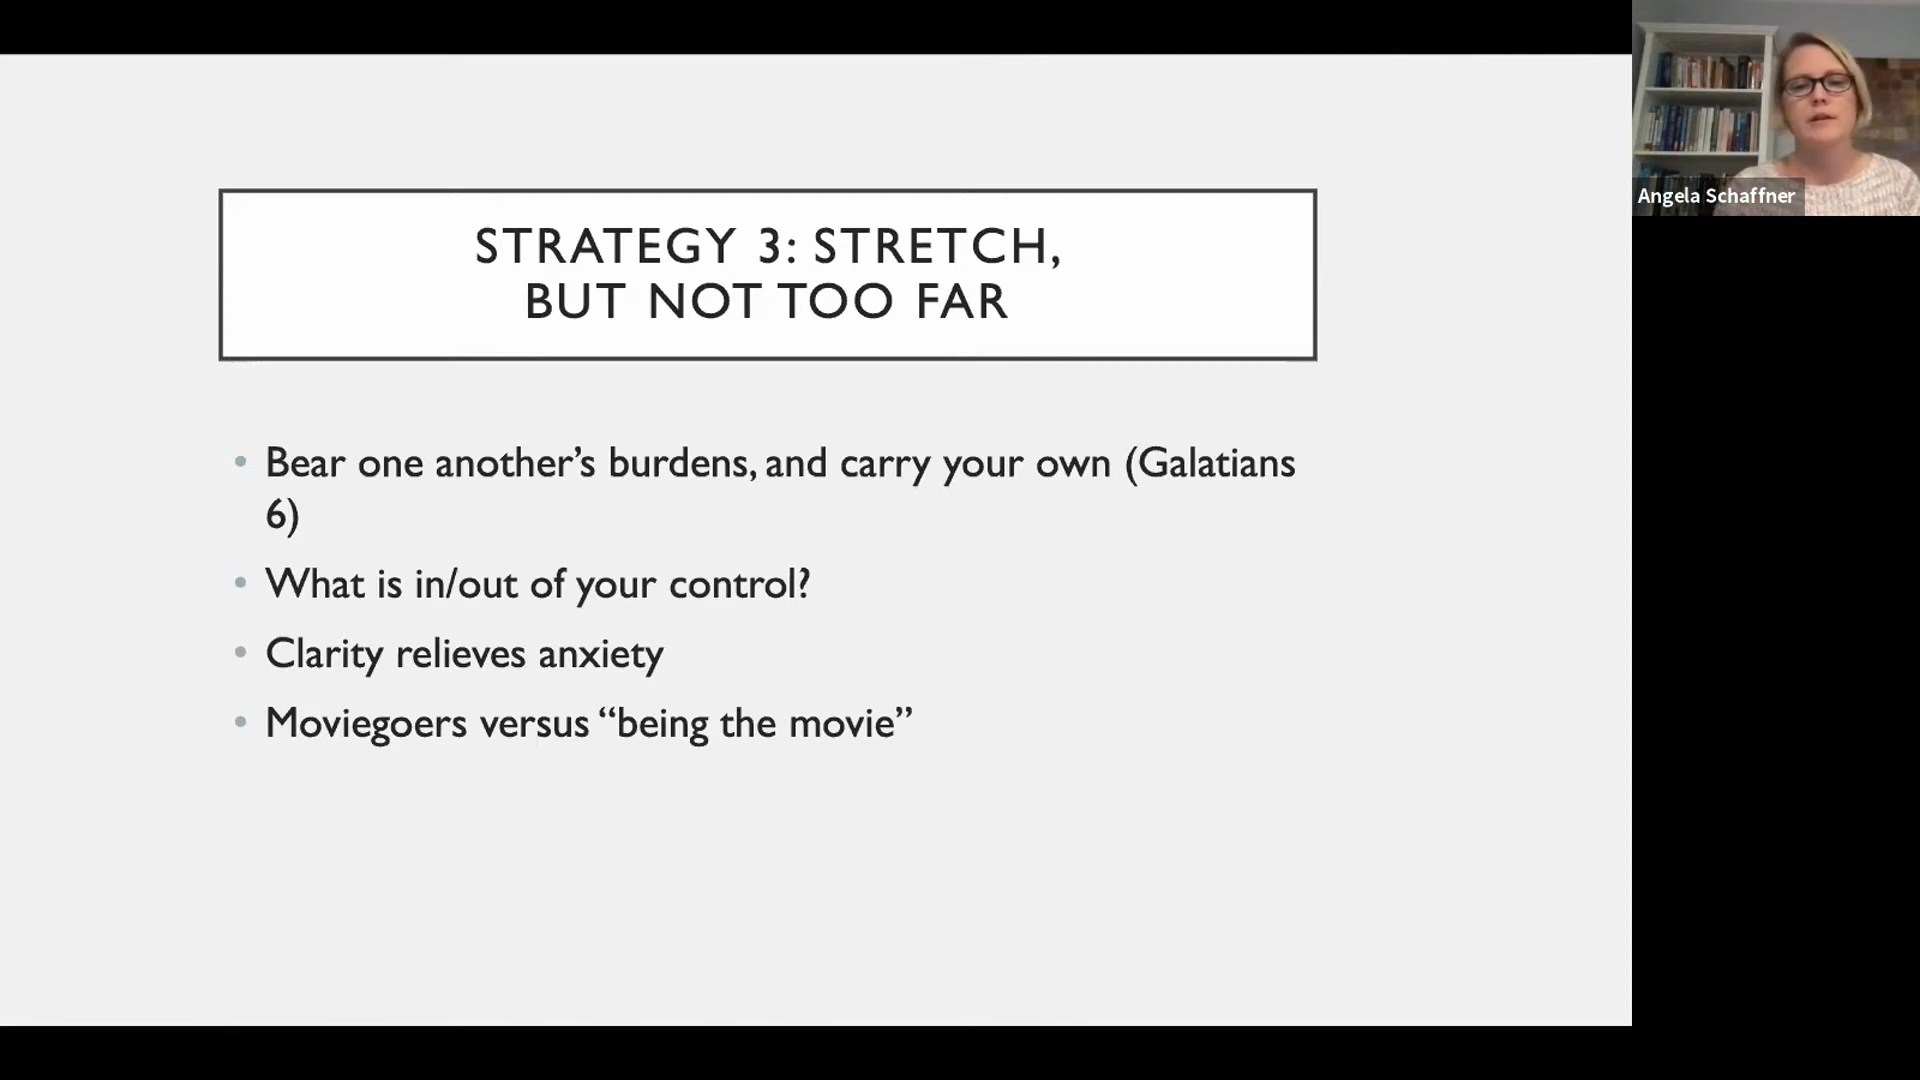 STRATEGY 3: STRETCH,
BUT NOT TOO FAR
• Bear one another’s burdens, and carry your own (Galatians
6)
• What is in/out of your control?
• Clarity relieves anxiety
• Moviegoers versus “being the movie”
Angela Schaffner